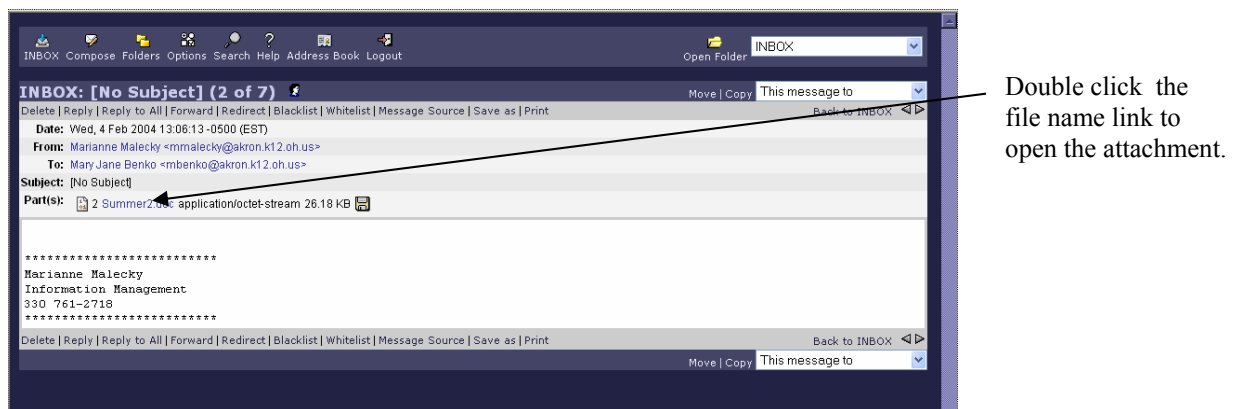 INBOX Compose Folders Options Search Help Address Book Logout
Open Folder INBOX
INBOX: [No Subject] (2 of 7)
Move | Copy This message to
Delete | Reply | Reply to All | Forward | Redirect | Blacklist | Whitelist | Message Source | Save as | Print
Back to INBOX
Date: Wed, 4 Feb 2004 13:06:13 -0500 (EST)
From: Marianne Malecky <mmalecky@akron.k12.oh.us>
To: Mary Jane Benko <mbenko@akron.k12.oh.us>
Subject: [No Subject]
Part(s): 2 Summer2.doc application/octet-stream 26.18 KB
**************************
Marianne Malecky
Information Management
330 761-2718
**************************
Delete | Reply | Reply to All | Forward | Redirect | Blacklist | Whitelist | Message Source | Save as | Print
Back to INBOX
Move | Copy This message to
Double click the
file name link to
open the attachment.